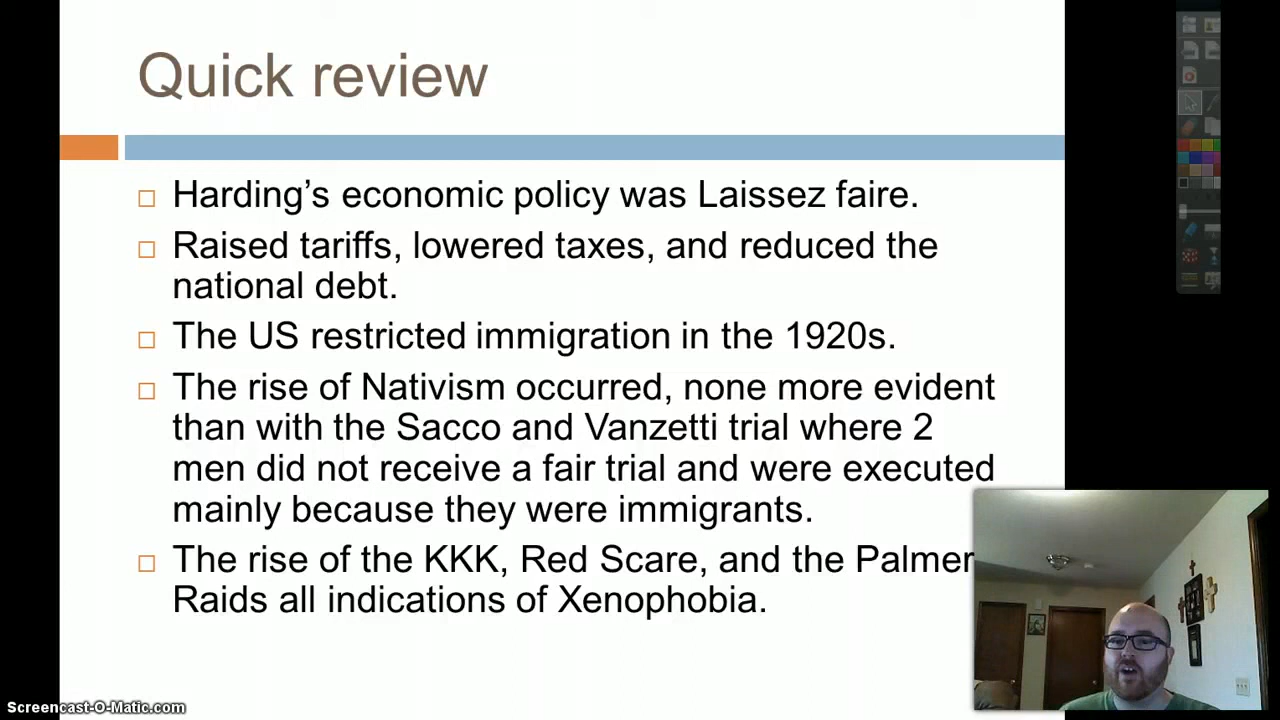 Quick review
Harding’s economic policy was Laissez faire.
Raised tariffs, lowered taxes, and reduced the
national debt.
The US restricted immigration in the 1920s.
The rise of Nativism occurred, none more evident
than with the Sacco and Vanzetti trial where 2
men did not receive a fair trial and were executed
mainly because they were immigrants.
The rise of the KKK, Red Scare, and the Palmer
Raids all indications of Xenophobia.
Screencast-O-Matic.com